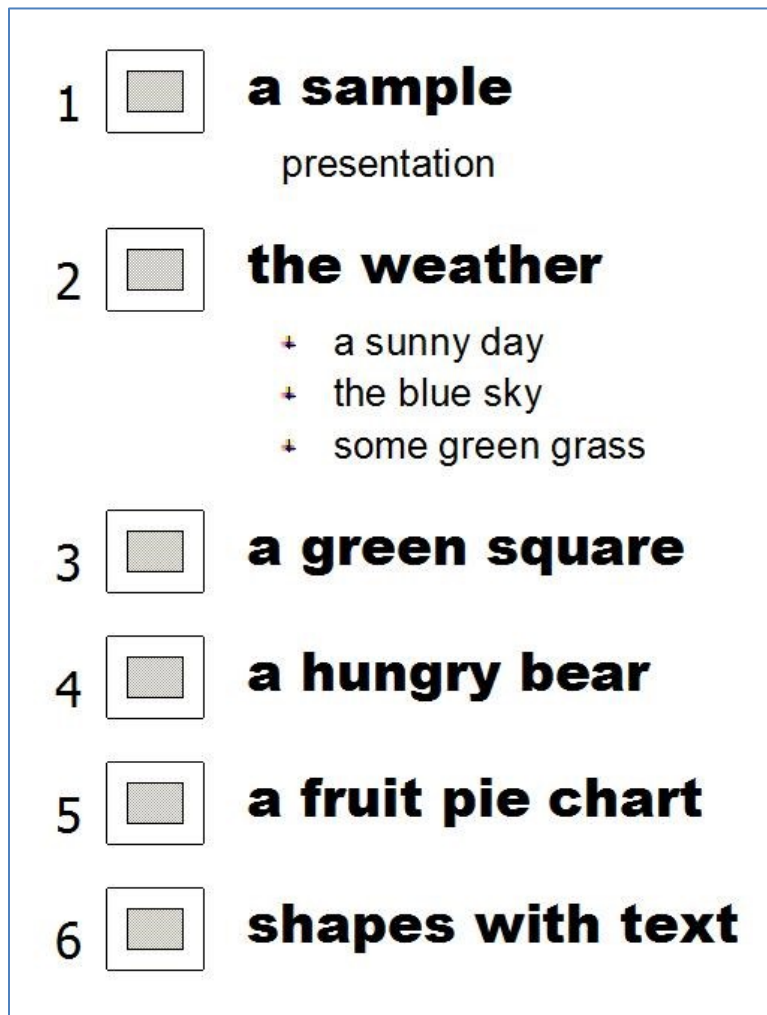 1 a sample
presentation
2 the weather
a sunny day
the blue sky
some green grass
3 a green square
4 a hungry bear
5 a fruit pie chart
6 shapes with text